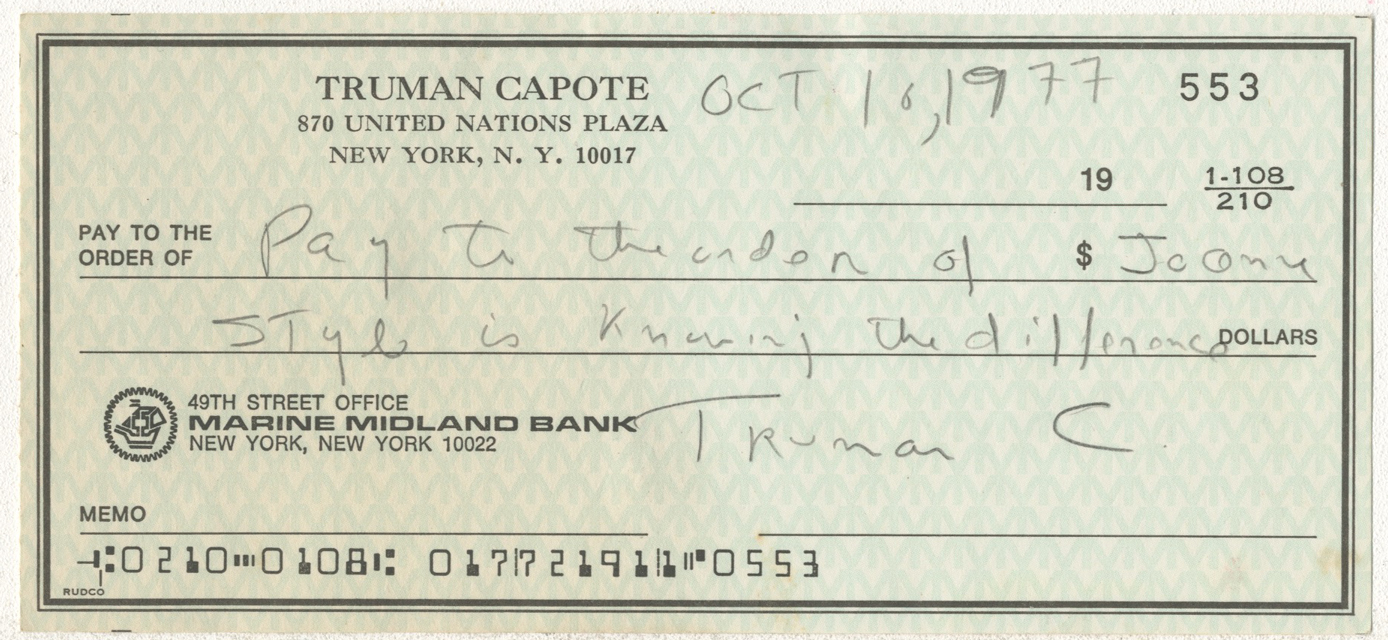 TRUMAN CAPOTE
870 UNITED NATIONS PLAZA
NEW YORK, N. Y. 10017
OCT 16, 1977
553
19
1-108
210
PAY TO THE
ORDER OF
Pay to the order of
$ Joanne
Style is Knowing the difference
DOLLARS
49TH STREET OFFICE
MARINE MIDLAND BANK
NEW YORK, NEW YORK 10022
Truman C
MEMO
⑆0210⑉0108⑆ 017721911⑈0553
RUDCO